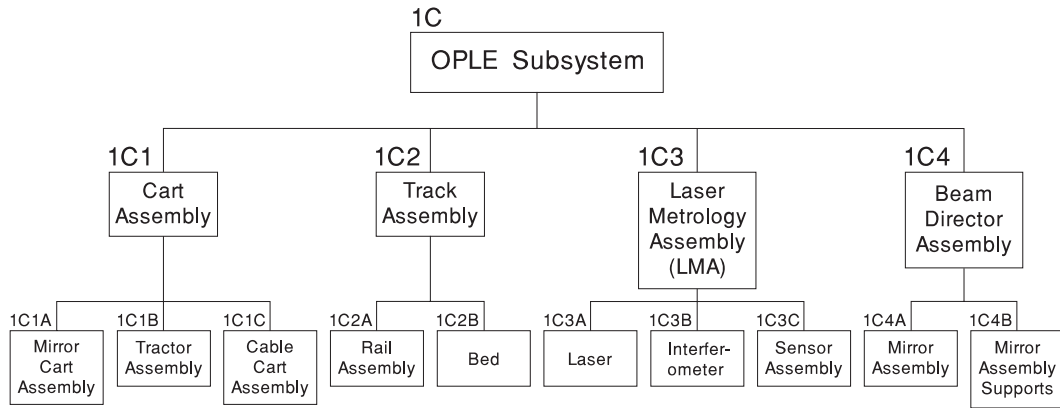 1C
OPLE Subsystem
1C1
Cart
Assembly
1C2
Track
Assembly
1C3
Laser
Metrology
Assembly
(LMA)
1C4
Beam
Director
Assembly
1C1A
Mirror
Cart
Assembly
1C1B
Tractor
Assembly
1C1C
Cable
Cart
Assembly
1C2A
Rail
Assembly
1C2B
Bed
1C3A
Laser
1C3B
Interfer-
ometer
1C3C
Sensor
Assembly
1C4A
Mirror
Assembly
1C4B
Mirror
Assembly
Supports